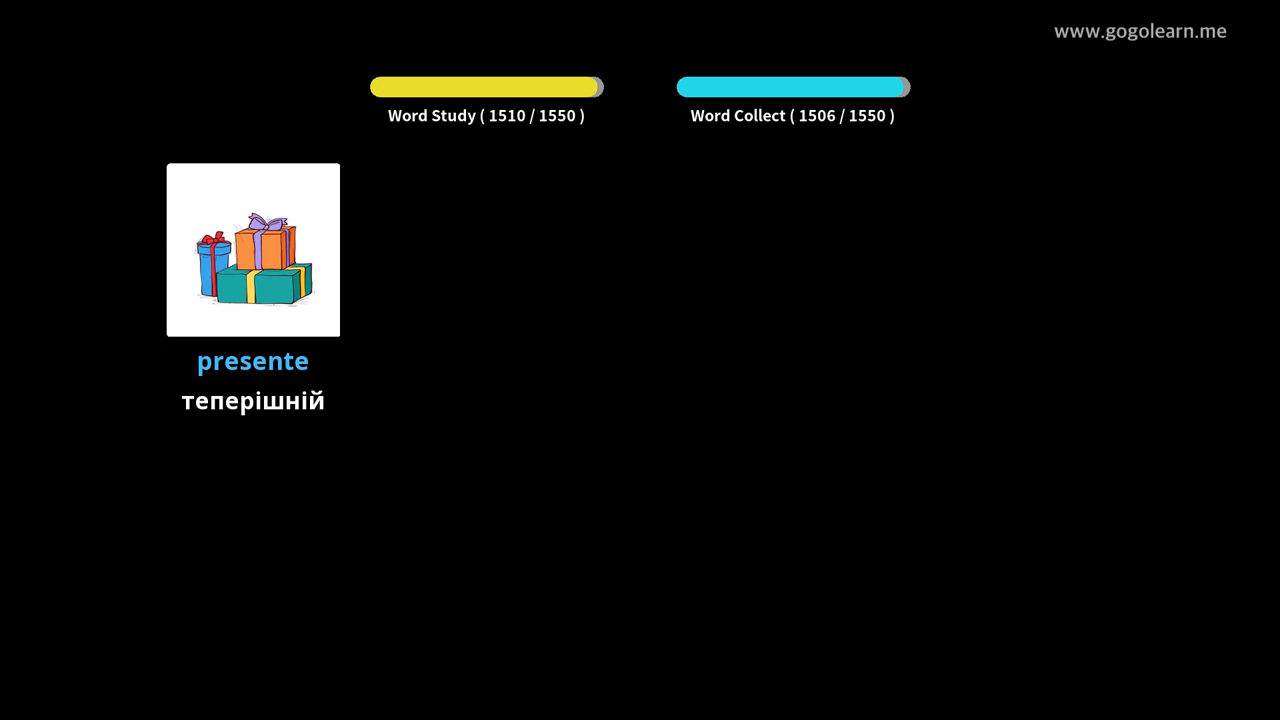 www.gogolearn.me
Word Study ( 1510 / 1550 )
Word Collect ( 1506 / 1550 )
presente
теперішній